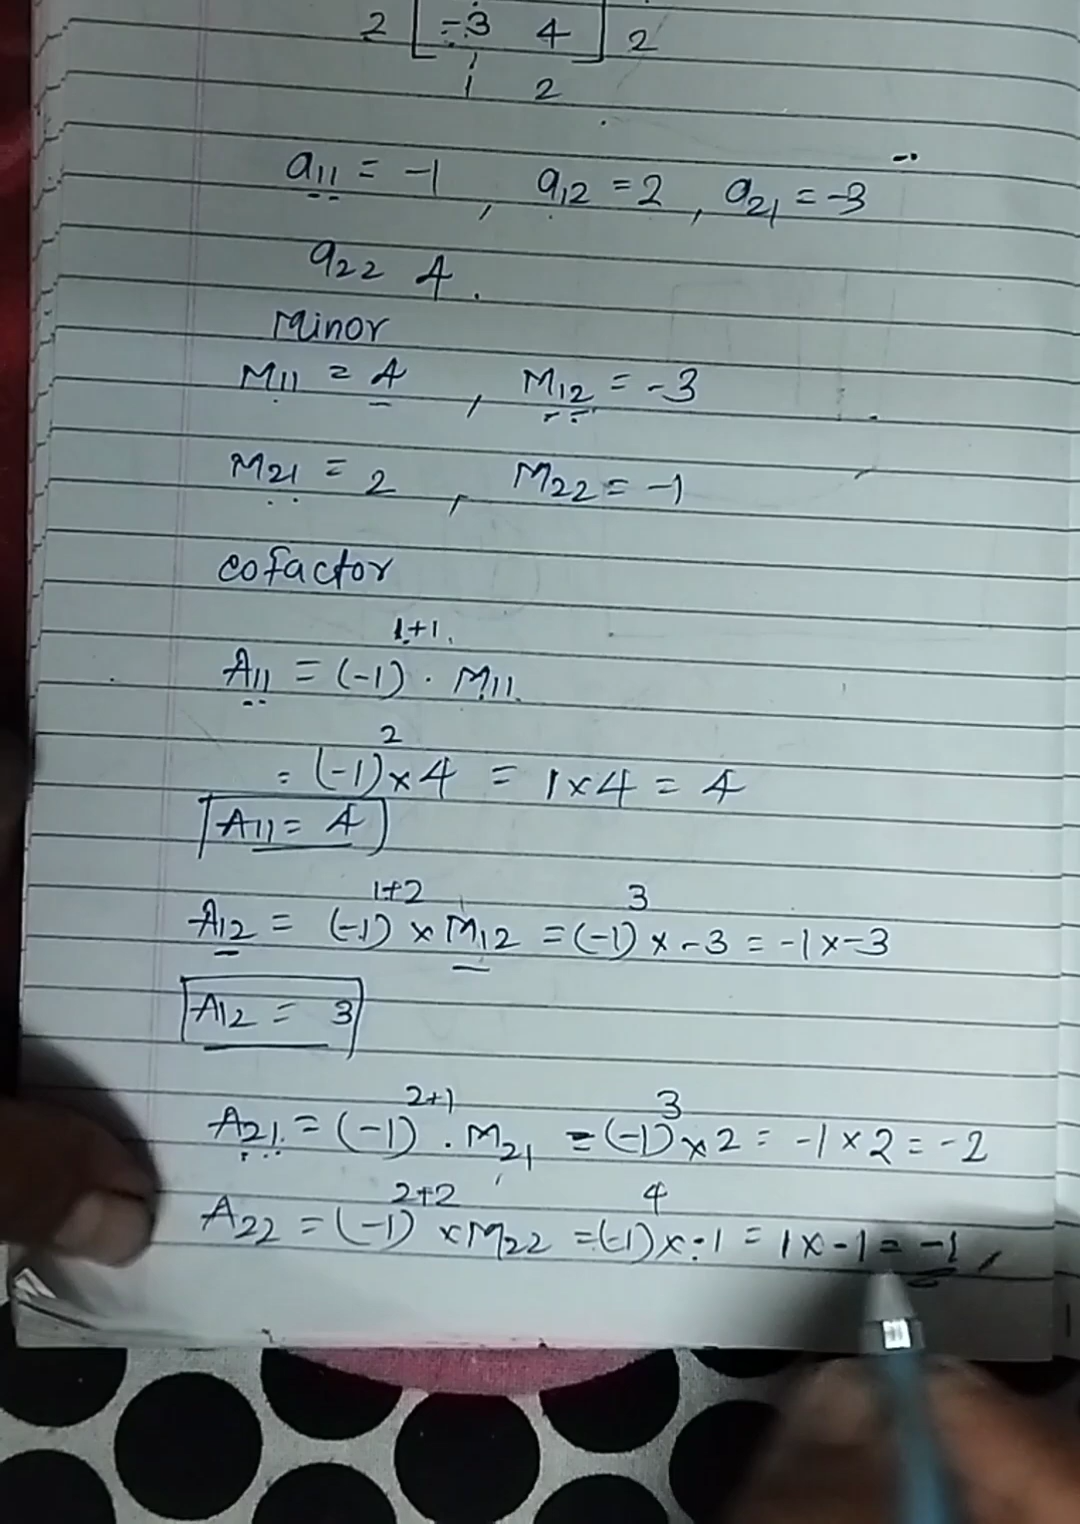 2 [-3 4] 2
1 2
a11 = -1, a12 = 2, a21 = -3
a22 4.
Minor
M11 = 4, M12 = -3
M21 = 2, M22 = -1
cofactor
A11 = (-1)^1+1 . M11
= (-1)^2 × 4 = 1 × 4 = 4
A11 = 4
A12 = (-1)^1+2 × M12 = (-1)^3 × -3 = -1 × -3
A12 = 3
A21 = (-1)^2+1 . M21 = (-1)^3 × 2 = -1 × 2 = -2
A22 = (-1)^2+2 × M22 = (-1)^4 × -1 = 1 × -1 = -1